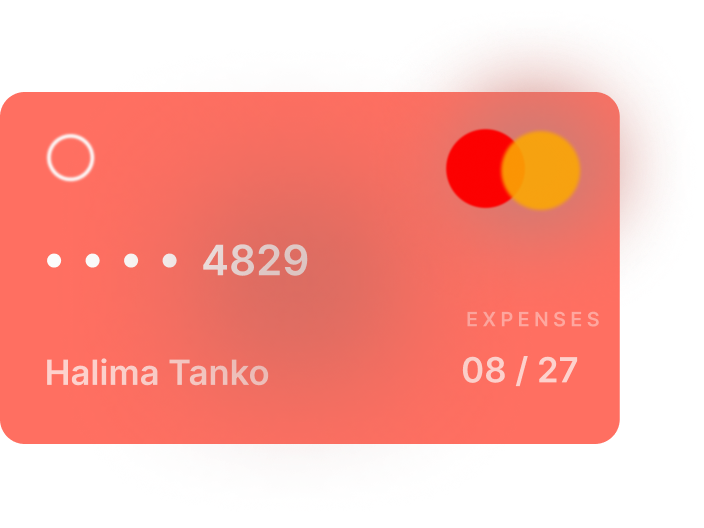 • • • • 4829
EXPENSES
Halima Tanko
08 / 27